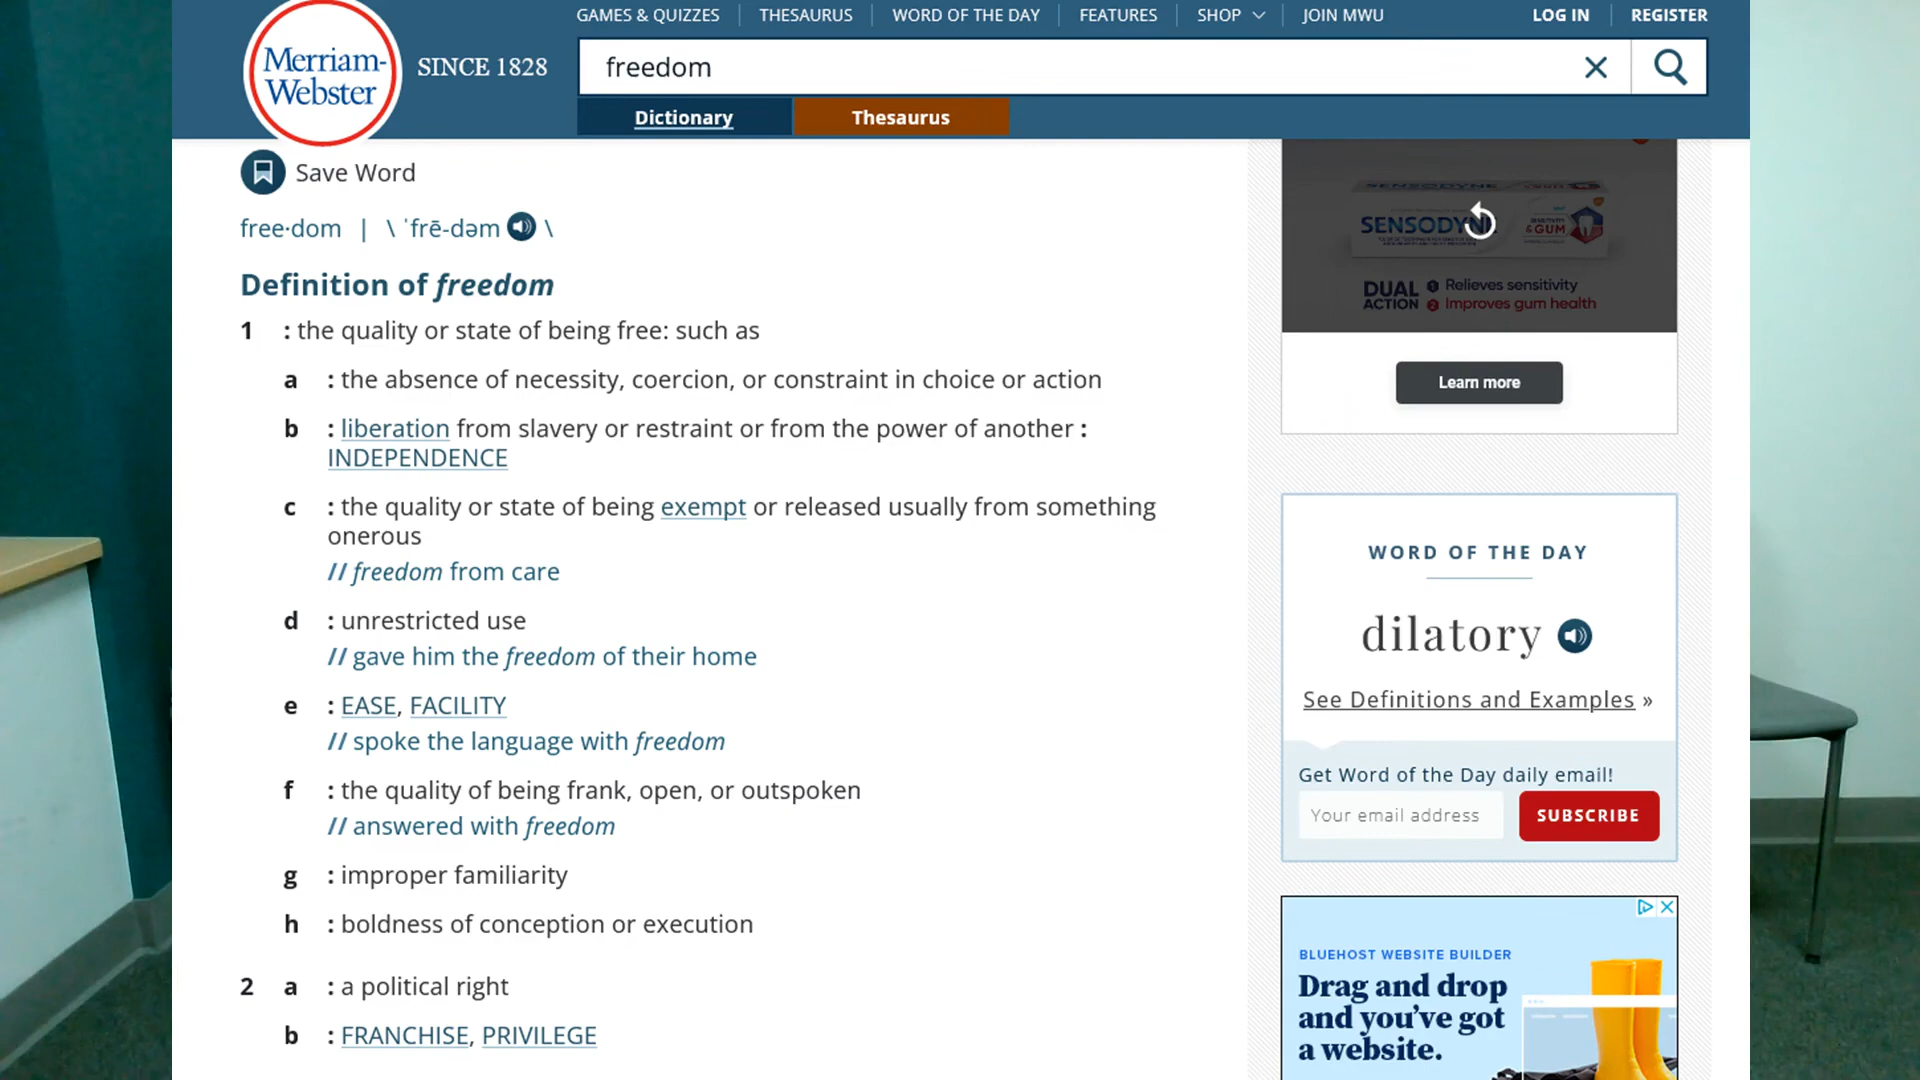 GAMES & QUIZZES THESAURUS WORD OF THE DAY FEATURES SHOP JOIN MWU LOG IN REGISTER
Merriam-
Webster
SINCE 1828
freedom
Dictionary Thesaurus
Save Word
free·dom | \ ˈfrē-dəm \
Definition of freedom
1 : the quality or state of being free: such as
a : the absence of necessity, coercion, or constraint in choice or action
b : liberation from slavery or restraint or from the power of another :
INDEPENDENCE
c : the quality or state of being exempt or released usually from something
onerous
// freedom from care
d : unrestricted use
// gave him the freedom of their home
e : EASE, FACILITY
// spoke the language with freedom
f : the quality of being frank, open, or outspoken
// answered with freedom
g : improper familiarity
h : boldness of conception or execution
2 a : a political right
b : FRANCHISE, PRIVILEGE
SENSODYNE
SENSODYNE
SENSITIVITY
& GUM
DUAL
ACTION
1 Relieves sensitivity
2 Improves gum health
Learn more
WORD OF THE DAY
dilatory
See Definitions and Examples »
Get Word of the Day daily email!
Your email address
SUBSCRIBE
BLUEHOST WEBSITE BUILDER
Drag and drop
and you've got
a website.